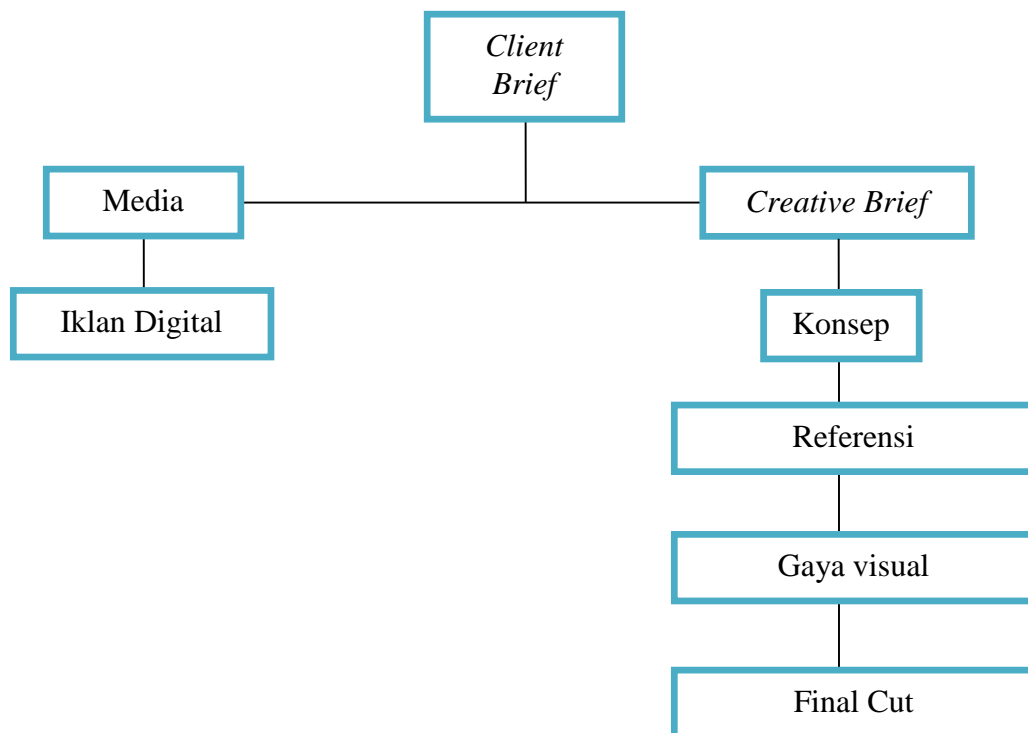 Client
Brief
Media
Creative Brief
Iklan Digital
Konsep
Referensi
Gaya visual
Final Cut